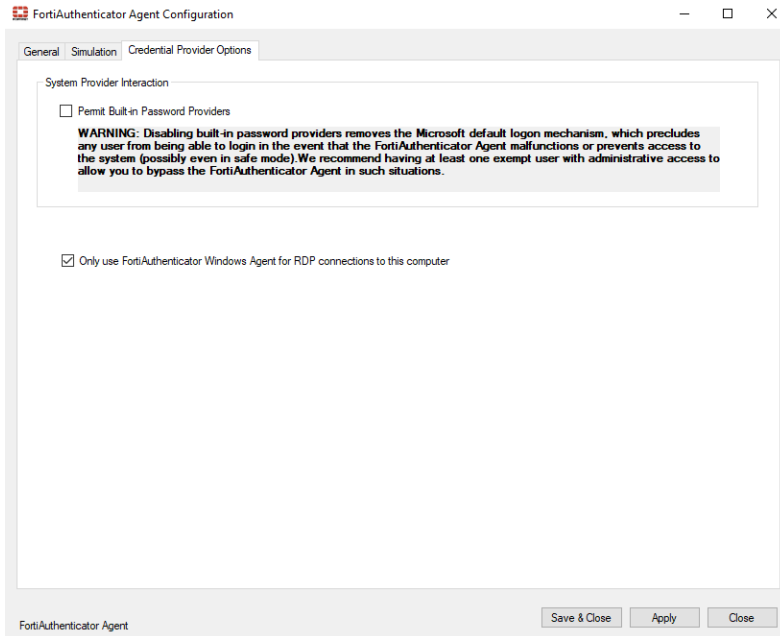 FortiAuthenticator Agent Configuration
General Simulation Credential Provider Options
System Provider Interaction
Permit Built-in Password Providers
WARNING: Disabling built-in password providers removes the Microsoft default logon mechanism, which precludes
any user from being able to login in the event that the FortiAuthenticator Agent malfunctions or prevents access to
the system (possibly even in safe mode).We recommend having at least one exempt user with administrative access to
allow you to bypass the FortiAuthenticator Agent in such situations.
Only use FortiAuthenticator Windows Agent for RDP connections to this computer
FortiAuthenticator Agent
Save & Close Apply Close